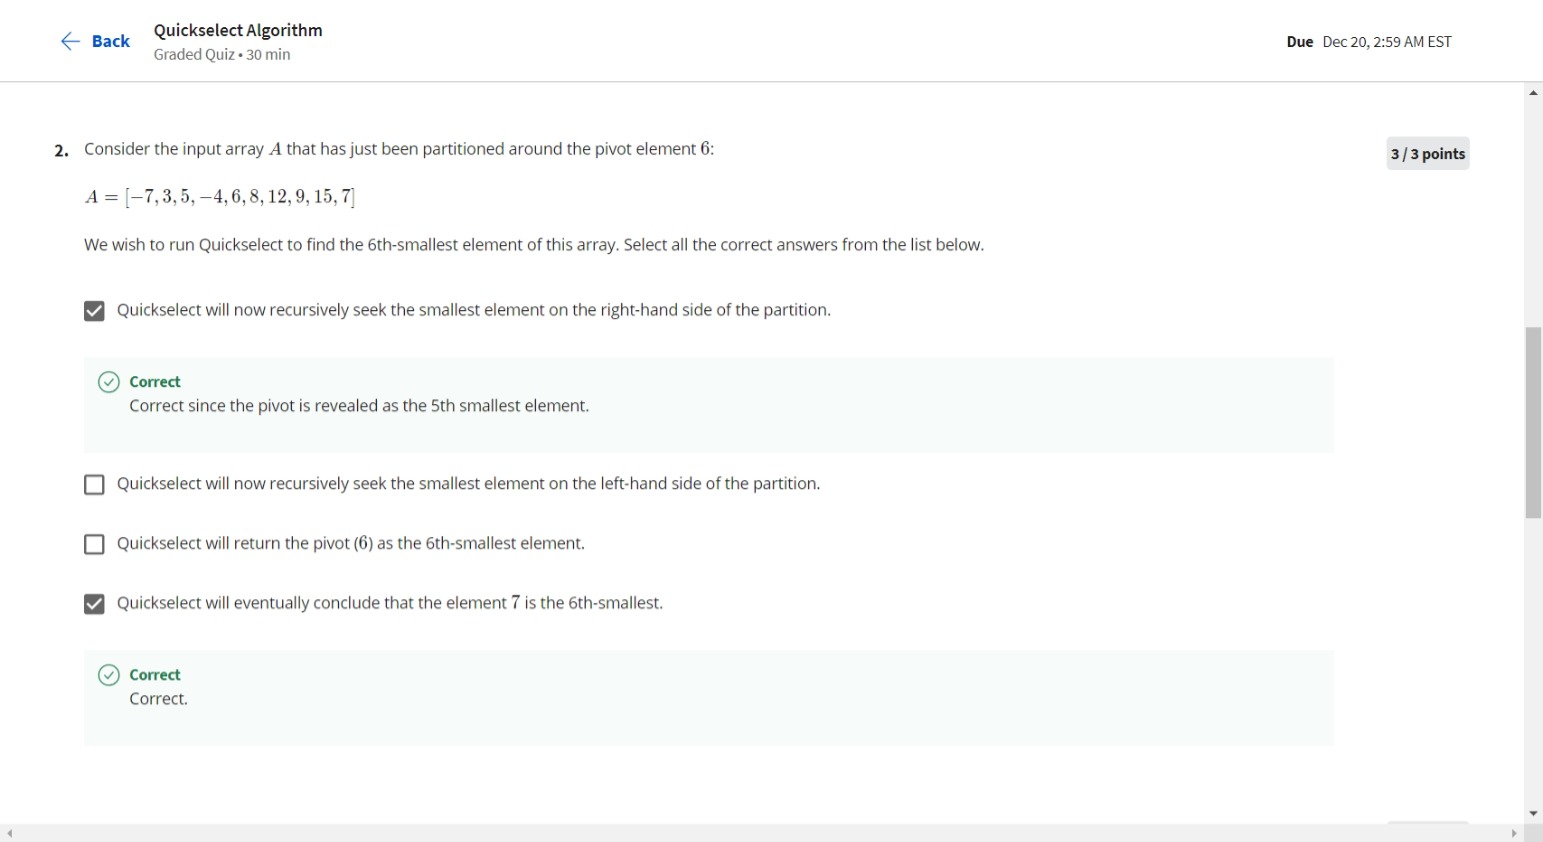 Back
Quickselect Algorithm
Graded Quiz • 30 min
Due Dec 20, 2:59 AM EST
2. Consider the input array A that has just been partitioned around the pivot element 6:
3 / 3 points
A = [−7, 3, 5, −4, 6, 8, 12, 9, 15, 7]
We wish to run Quickselect to find the 6th-smallest element of this array. Select all the correct answers from the list below.
Quickselect will now recursively seek the smallest element on the right-hand side of the partition.
Correct
Correct since the pivot is revealed as the 5th smallest element.
Quickselect will now recursively seek the smallest element on the left-hand side of the partition.
Quickselect will return the pivot (6) as the 6th-smallest element.
Quickselect will eventually conclude that the element 7 is the 6th-smallest.
Correct
Correct.